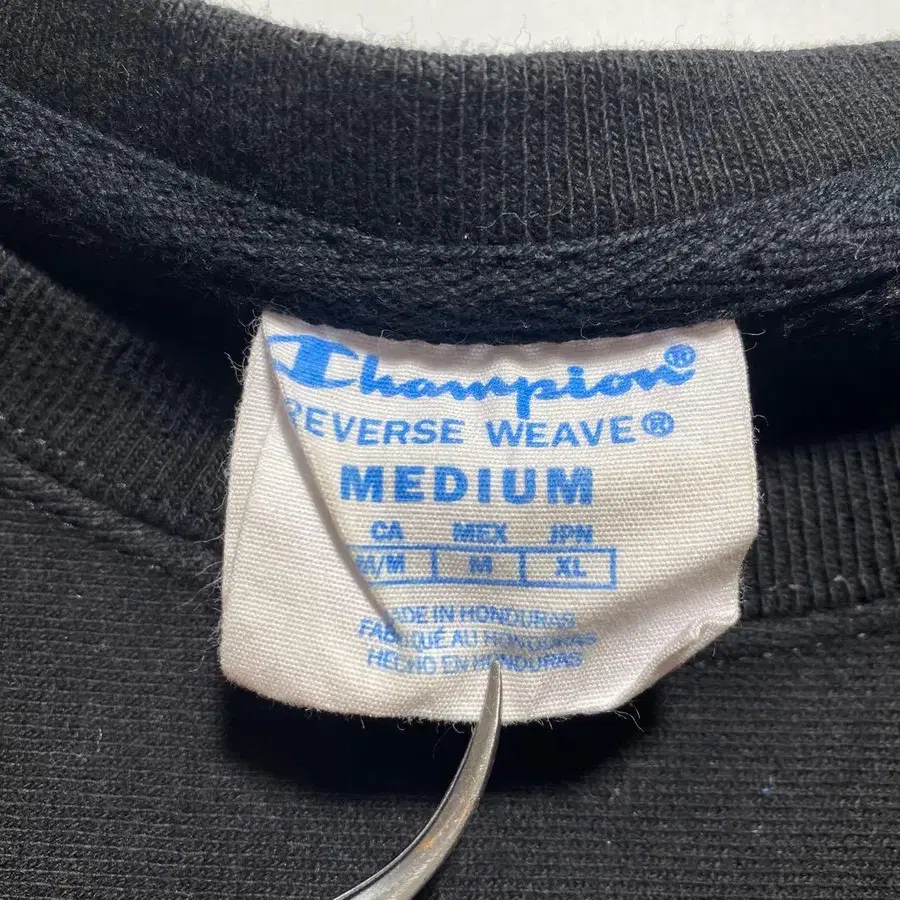 Champion®
REVERSE WEAVE®
MEDIUM
CA MEX JPN
M/M M XL
MADE IN HONDURAS
FABRIQUÉ AU HONDURAS
HECHO EN HONDURAS